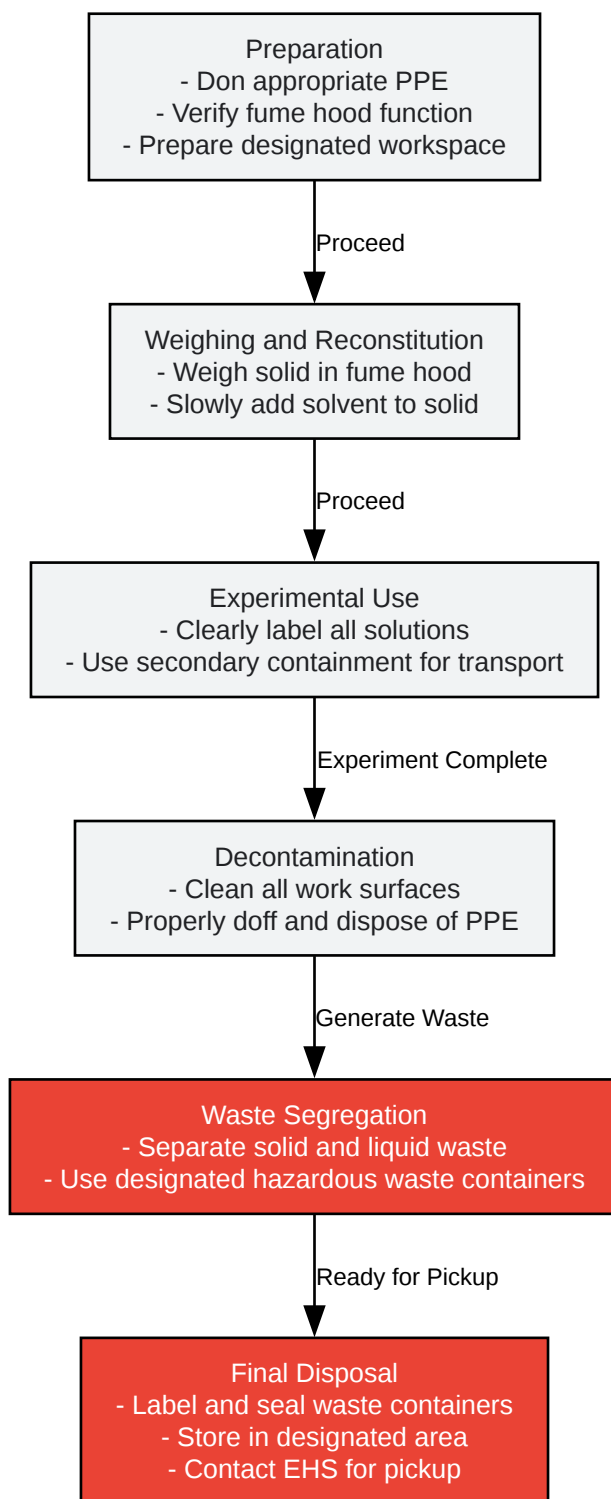 Preparation
- Don appropriate PPE
- Verify fume hood function
- Prepare designated workspace
Proceed
Weighing and Reconstitution
- Weigh solid in fume hood
- Slowly add solvent to solid
Proceed
Experimental Use
- Clearly label all solutions
- Use secondary containment for transport
Experiment Complete
Decontamination
- Clean all work surfaces
- Properly doff and dispose of PPE
Generate Waste
Waste Segregation
- Separate solid and liquid waste
- Use designated hazardous waste containers
Ready for Pickup
Final Disposal
- Label and seal waste containers
- Store in designated area
- Contact EHS for pickup